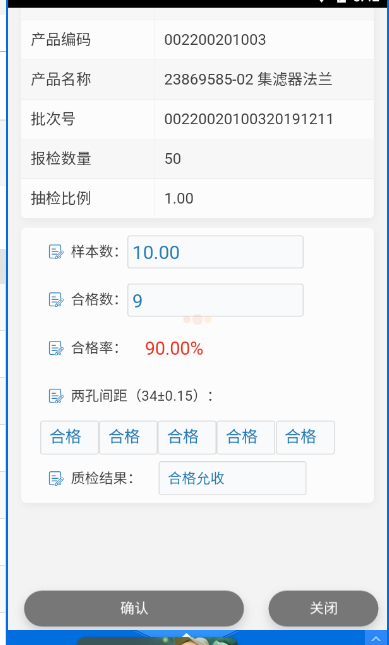 产品编码 002200201003
产品名称 23869585-02 集滤器法兰
批次号 00220020100320191211
报检数量 50
抽检比例 1.00
样本数: 10.00
合格数: 9
合格率: 90.00%
两孔间距（34±0.15）:
合格 合格 合格 合格 合格
质检结果: 合格允收
确认 关闭